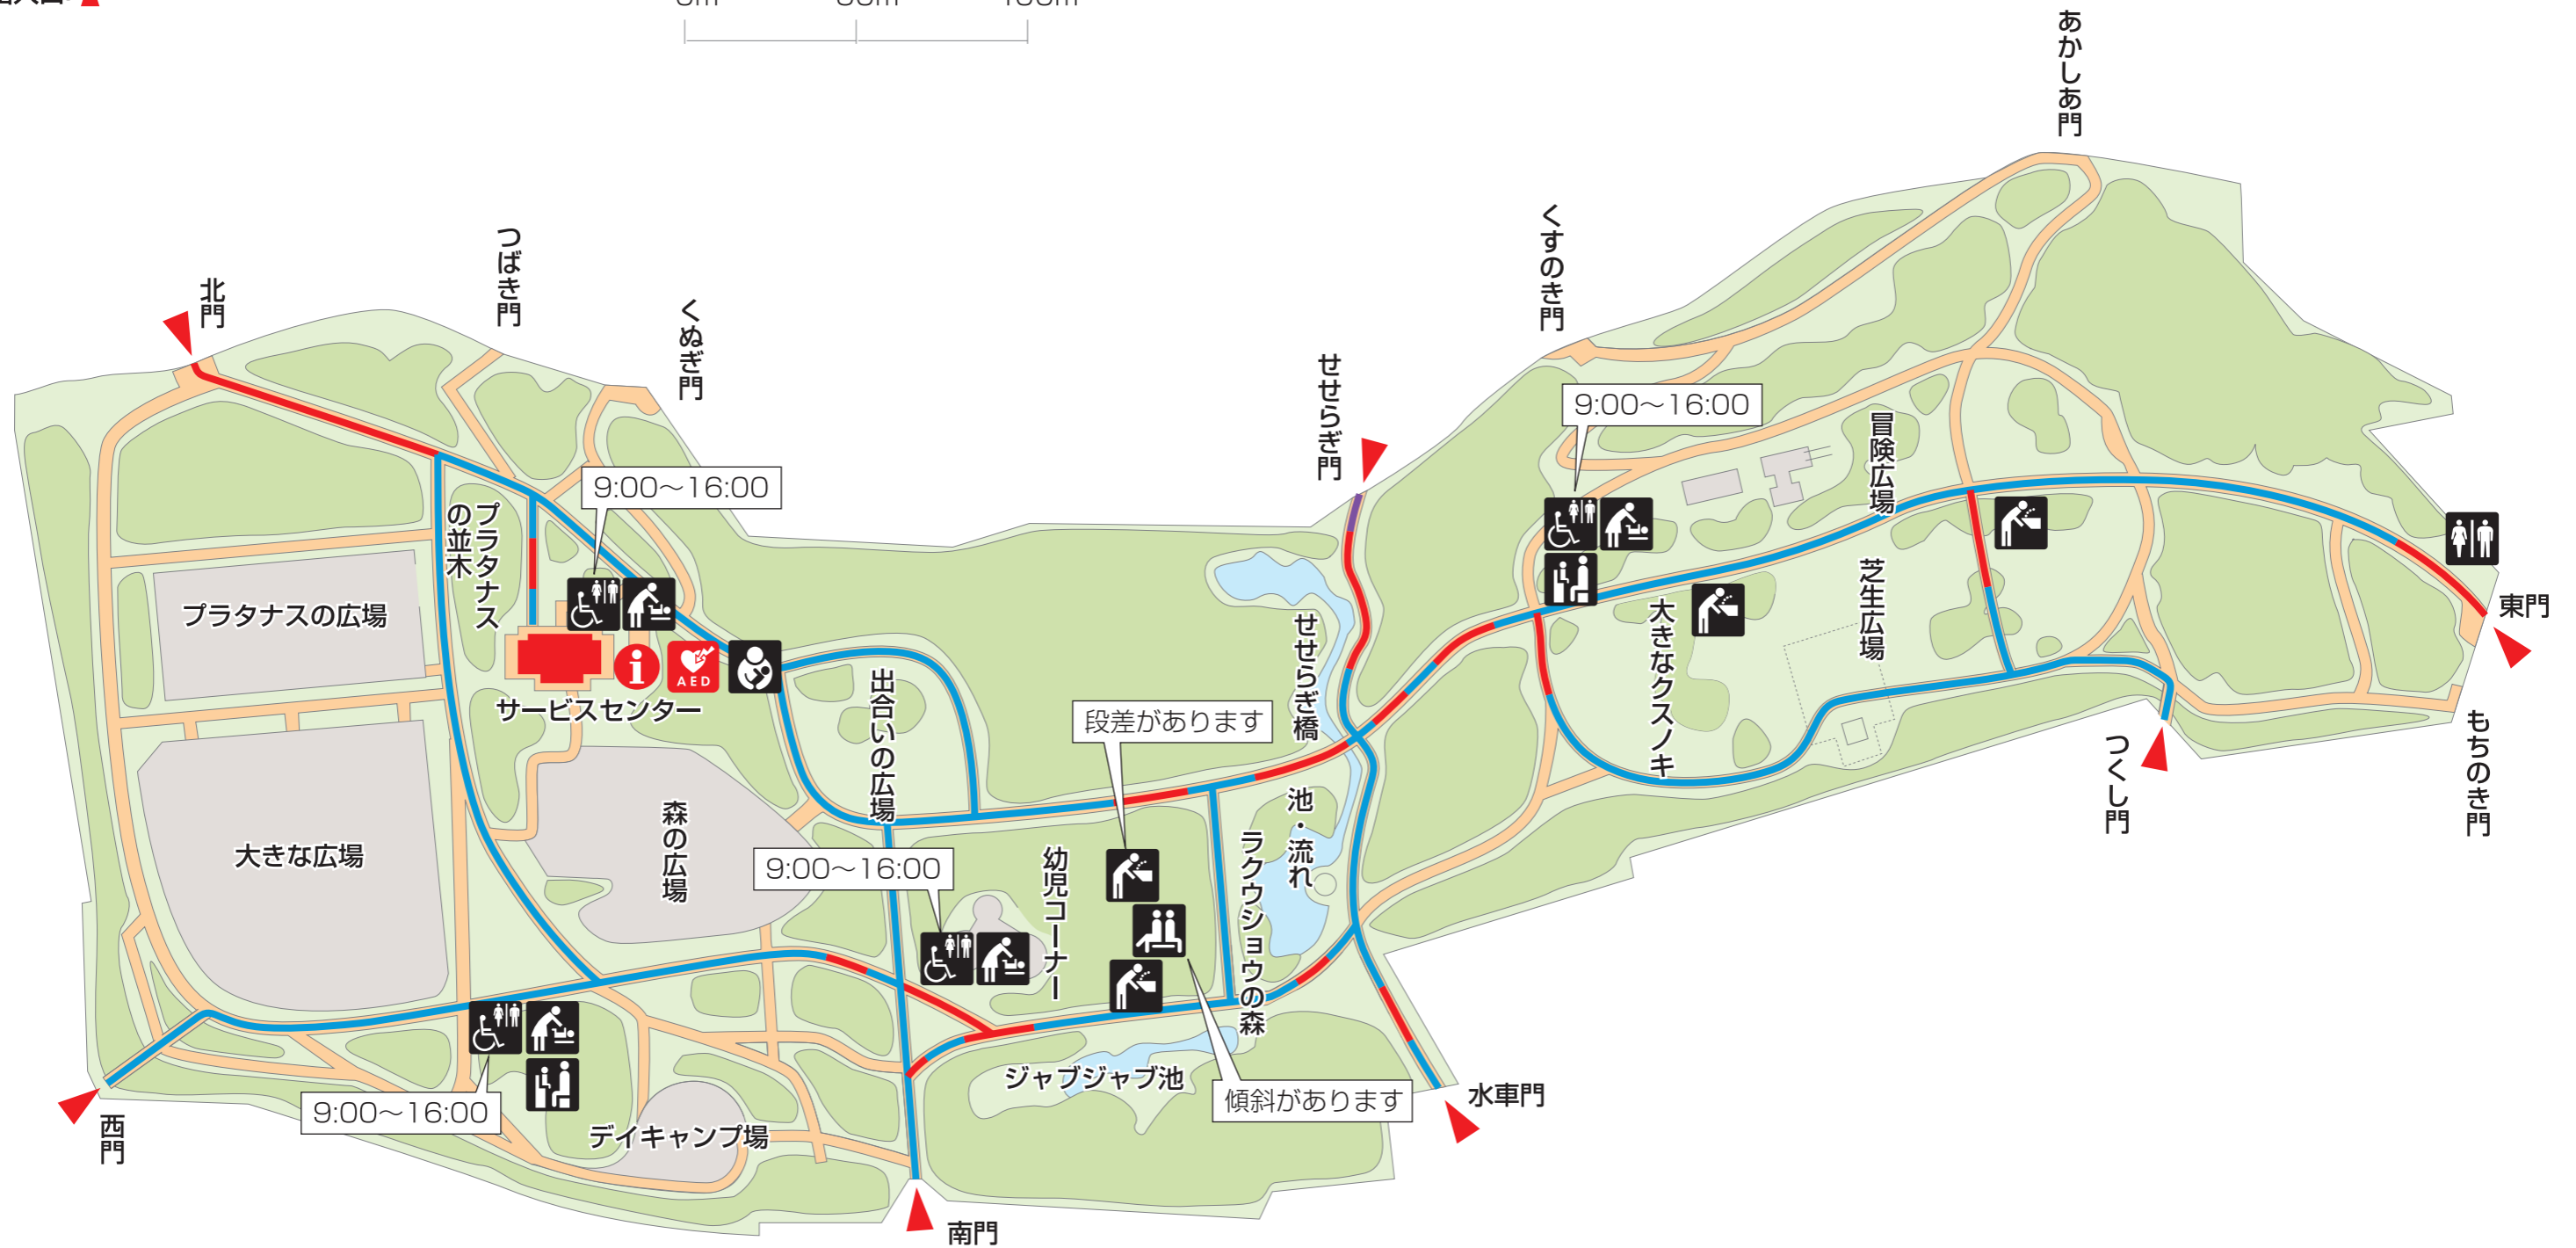 あかしあ門
くすのき門
つばき門
北門
くぬぎ門
せせらぎ門
9:00～16:00
9:00～16:00
冒険広場
プラタナス
の並木
プラタナスの広場
東門
芝生広場
大きなクスノキ
せせらぎ橋
i
AED
サービスセンター
出合いの広場
段差があります
もちのき門
つくし門
池・流れ
森の広場
大きな広場
9:00～16:00
幼児コーナー
ラクウショウの森
ジャブジャブ池
傾斜があります
水車門
9:00～16:00
西門
デイキャンプ場
南門